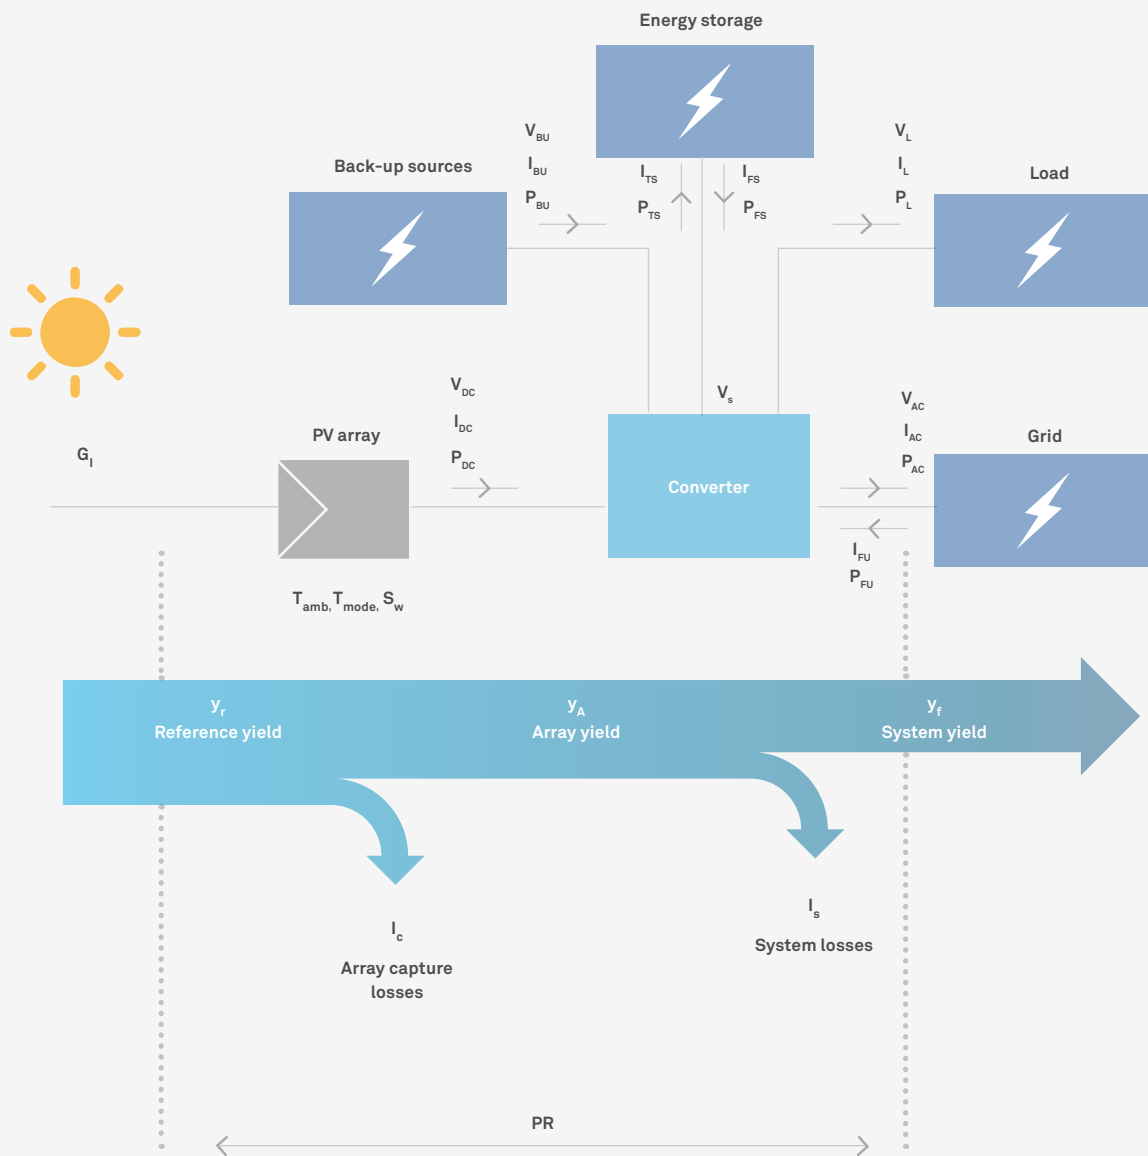 Energy storage
V_BU
I_BU
P_BU
Back-up sources
I_TS
P_TS
I_FS
P_FS
V_L
I_L
P_L
Load
V_DC
I_DC
P_DC
V_s
V_AC
I_AC
P_AC
Grid
PV array
G_I
Converter
I_FU
P_FU
T_amb, T_mode, S_w
y_r
Reference yield
y_A
Array yield
y_f
System yield
I_c
Array capture
losses
I_s
System losses
PR